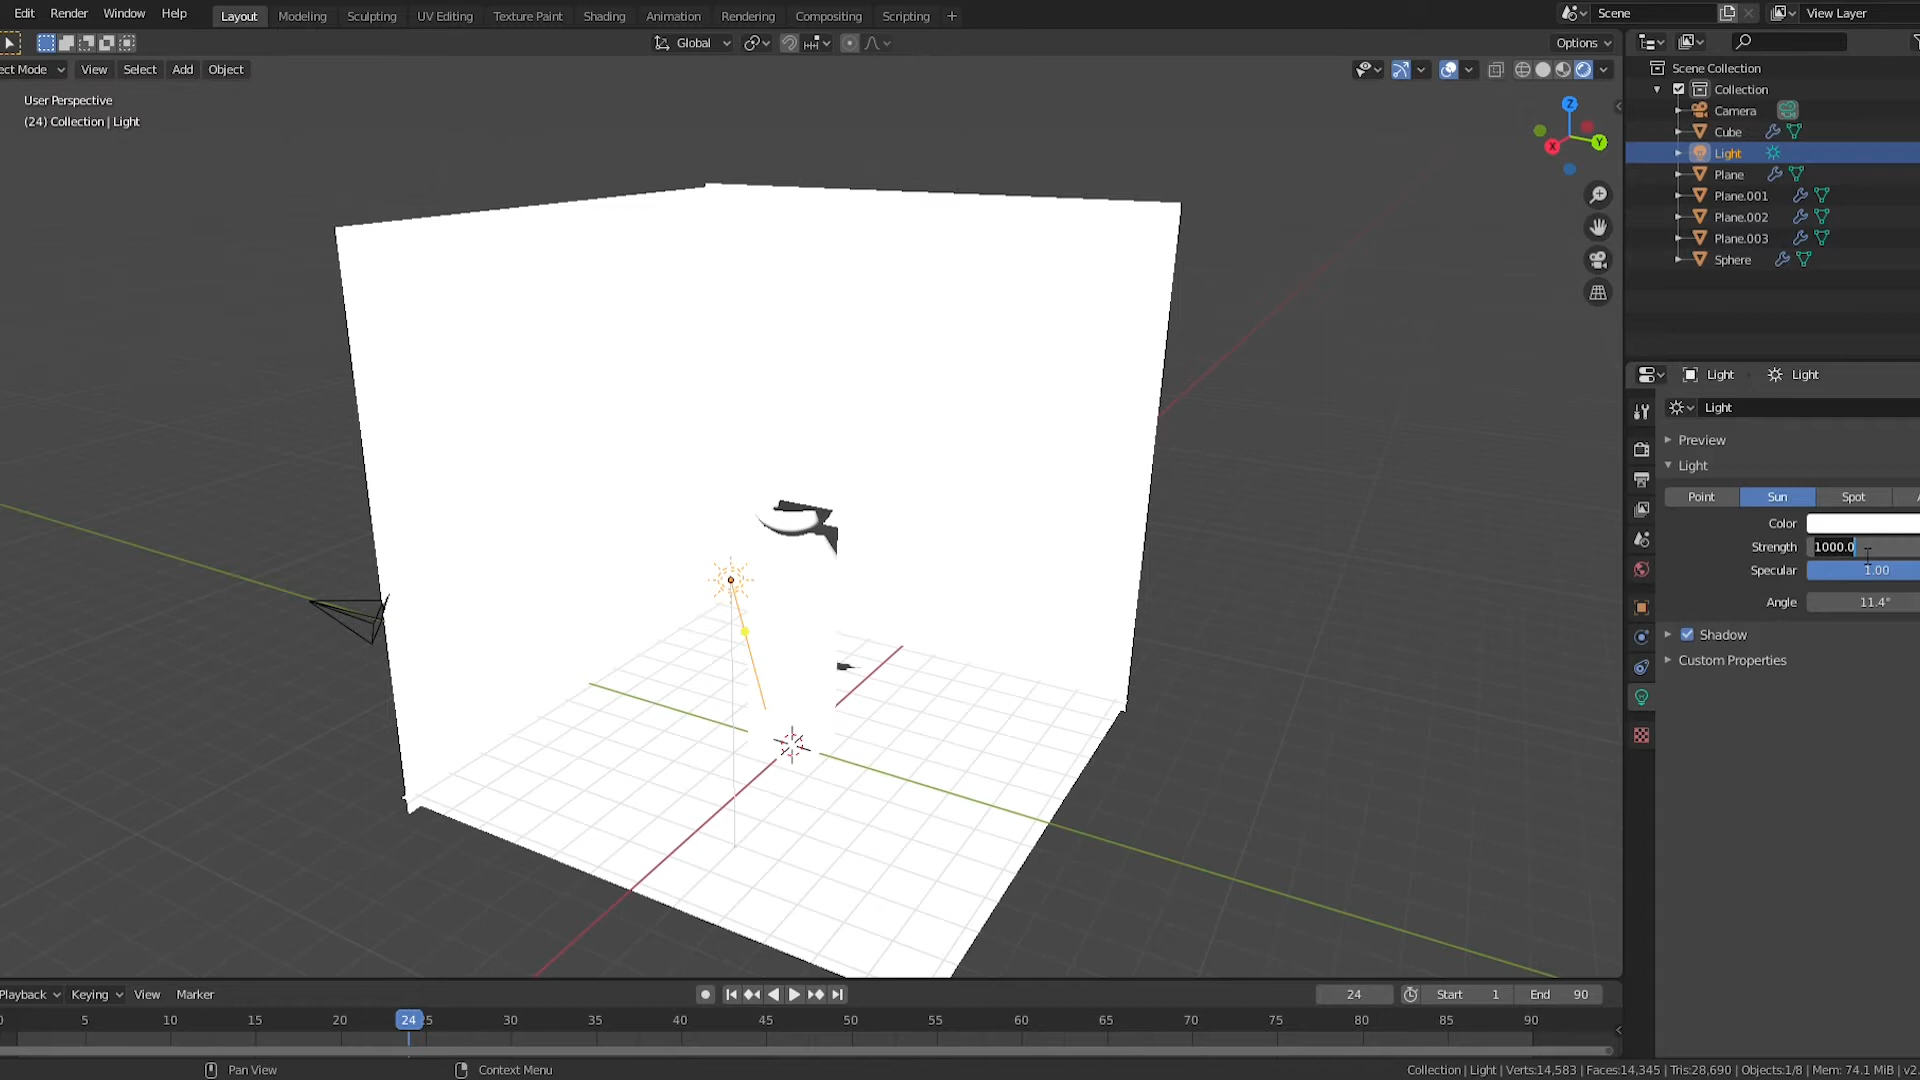 Edit Render Window Help Layout Modeling Sculpting UV Editing Texture Paint Shading Animation Rendering Compositing Scripting + Scene View Layer
Global Options
ect Mode View Select Add Object
User Perspective
(24) Collection | Light
Z
Y
X
Scene Collection
Collection
Camera
Cube
Light
Plane
Plane.001
Plane.002
Plane.003
Sphere
Light Light
Light
Preview
Light
Point Sun Spot
Color
Strength 1000.0
Specular 1.00
Angle 11.4°
Shadow
Custom Properties
Playback Keying View Marker 24 Start 1 End 90
0 5 10 15 20 24 25 30 35 40 45 50 55 60 65 70 75 80 85 90
Pan View Context Menu Collection | Light | Verts:14,583 | Faces:14,345 | Tris:28,690 | Objects:1/8 | Mem: 74.1 MiB | v2.